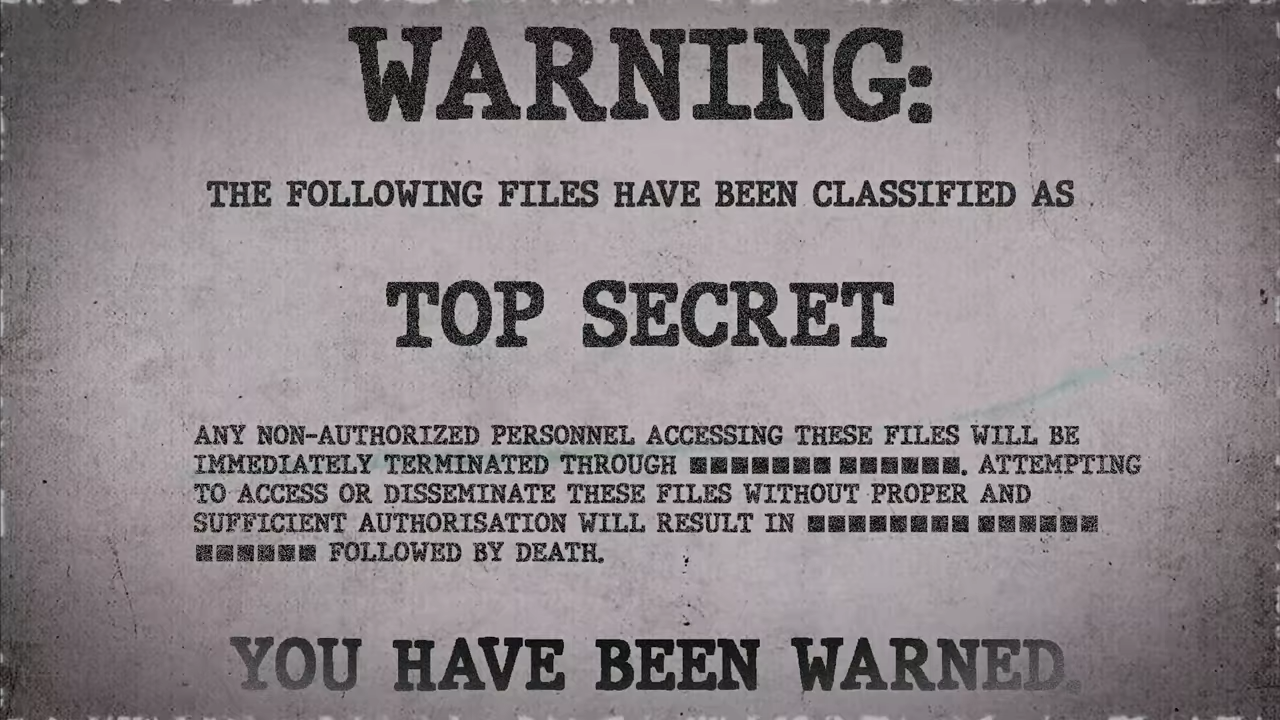 WARNING:
THE FOLLOWING FILES HAVE BEEN CLASSIFIED AS
TOP SECRET
ANY NON-AUTHORIZED PERSONNEL ACCESSING THESE FILES WILL BE
IMMEDIATELY TERMINATED THROUGH ■■■■■■■ ■■■■■■. ATTEMPTING
TO ACCESS OR DISSEMINATE THESE FILES WITHOUT PROPER AND
SUFFICIENT AUTHORISATION WILL RESULT IN ■■■■■■■■ ■■■■■■
■■■■■■ FOLLOWED BY DEATH.
YOU HAVE BEEN WARNED.